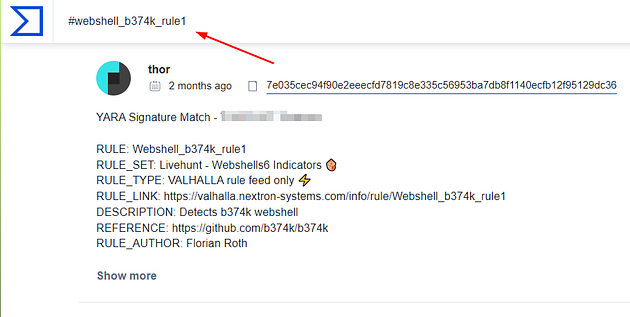 #webshell_b374k_rule1
thor
2 months ago 7e035cec94f90e2eeecfd7819c8e335c56953ba7db8f1140ecfb12f95129dc36
YARA Signature Match -
RULE: Webshell_b374k_rule1
RULE_SET: Livehunt - Webshells6 Indicators 🥔
RULE_TYPE: VALHALLA rule feed only ⚡
RULE_LINK: https://valhalla.nextron-systems.com/info/rule/Webshell_b374k_rule1
DESCRIPTION: Detects b374k webshell
REFERENCE: https://github.com/b374k/b374k
RULE_AUTHOR: Florian Roth
Show more